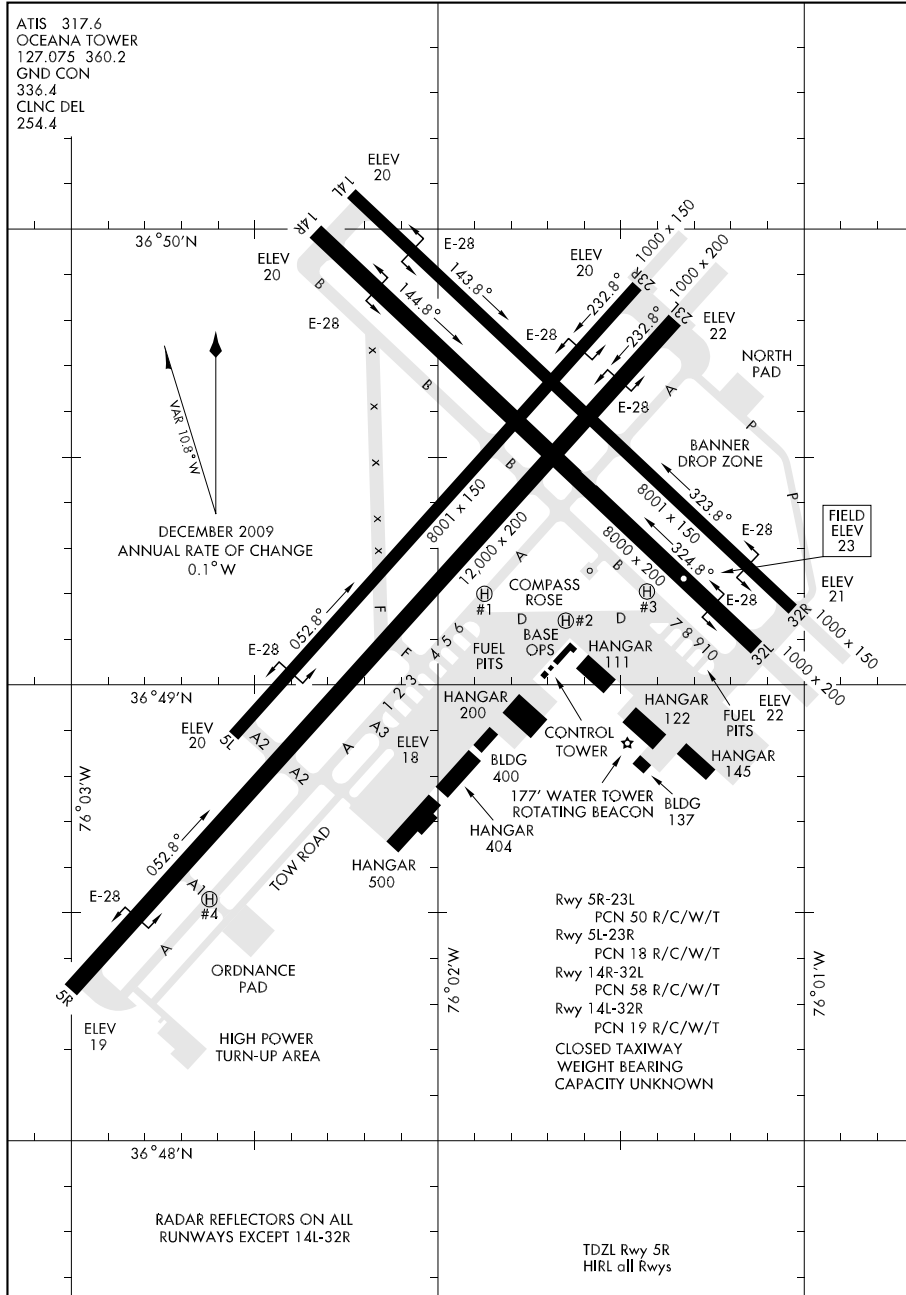 ATIS 317.6
OCEANA TOWER
127.075 360.2
GND CON
336.4
CLNC DEL
254.4
ELEV
20
14L
14R
36°50'N
ELEV
20
E-28
143.8°
ELEV
20
23R
1000 x 150
1000 x 200
23L
ELEV
22
232.8°
232.8°
B
144.8°
E-28
E-28
NORTH
PAD
X
VAR 10.8°W
B
A
E-28
P
X
BANNER
DROP ZONE
B
X
323.8°
P
8001 x 150
8001 x 150
12,000 x 200
DECEMBER 2009
ANNUAL RATE OF CHANGE
0.1°W
X
E-28
FIELD
ELEV
23
324.8°
8000 x 200
A
B
COMPASS
ROSE
H
#1
H
#3
E-28
ELEV
21
32R
1000 x 150
F
052.8°
D
H #2
D
7 8 9 10
BASE
OPS
FUEL
PITS
4 5 6
F
32L
1000 x 200
E-28
HANGAR
111
36°49'N
1 2 3
HANGAR
200
HANGAR
122
FUEL
PITS
ELEV
22
ELEV
20
5L
A2
A3
A
ELEV
18
A2
CONTROL
TOWER
BLDG
400
HANGAR
145
177' WATER TOWER
ROTATING BEACON
BLDG
137
76°03'W
052.8°
HANGAR
404
TOW ROAD
HANGAR
500
E-28
A1
H
#4
A
Rwy 5R-23L
PCN 50 R/C/W/T
Rwy 5L-23R
PCN 18 R/C/W/T
Rwy 14R-32L
PCN 58 R/C/W/T
Rwy 14L-32R
PCN 19 R/C/W/T
CLOSED TAXIWAY
WEIGHT BEARING
CAPACITY UNKNOWN
ORDNANCE
PAD
76°02'W
76°01'W
5R
ELEV
19
HIGH POWER
TURN-UP AREA
36°48'N
RADAR REFLECTORS ON ALL
RUNWAYS EXCEPT 14L-32R
TDZL Rwy 5R
HIRL all Rwys